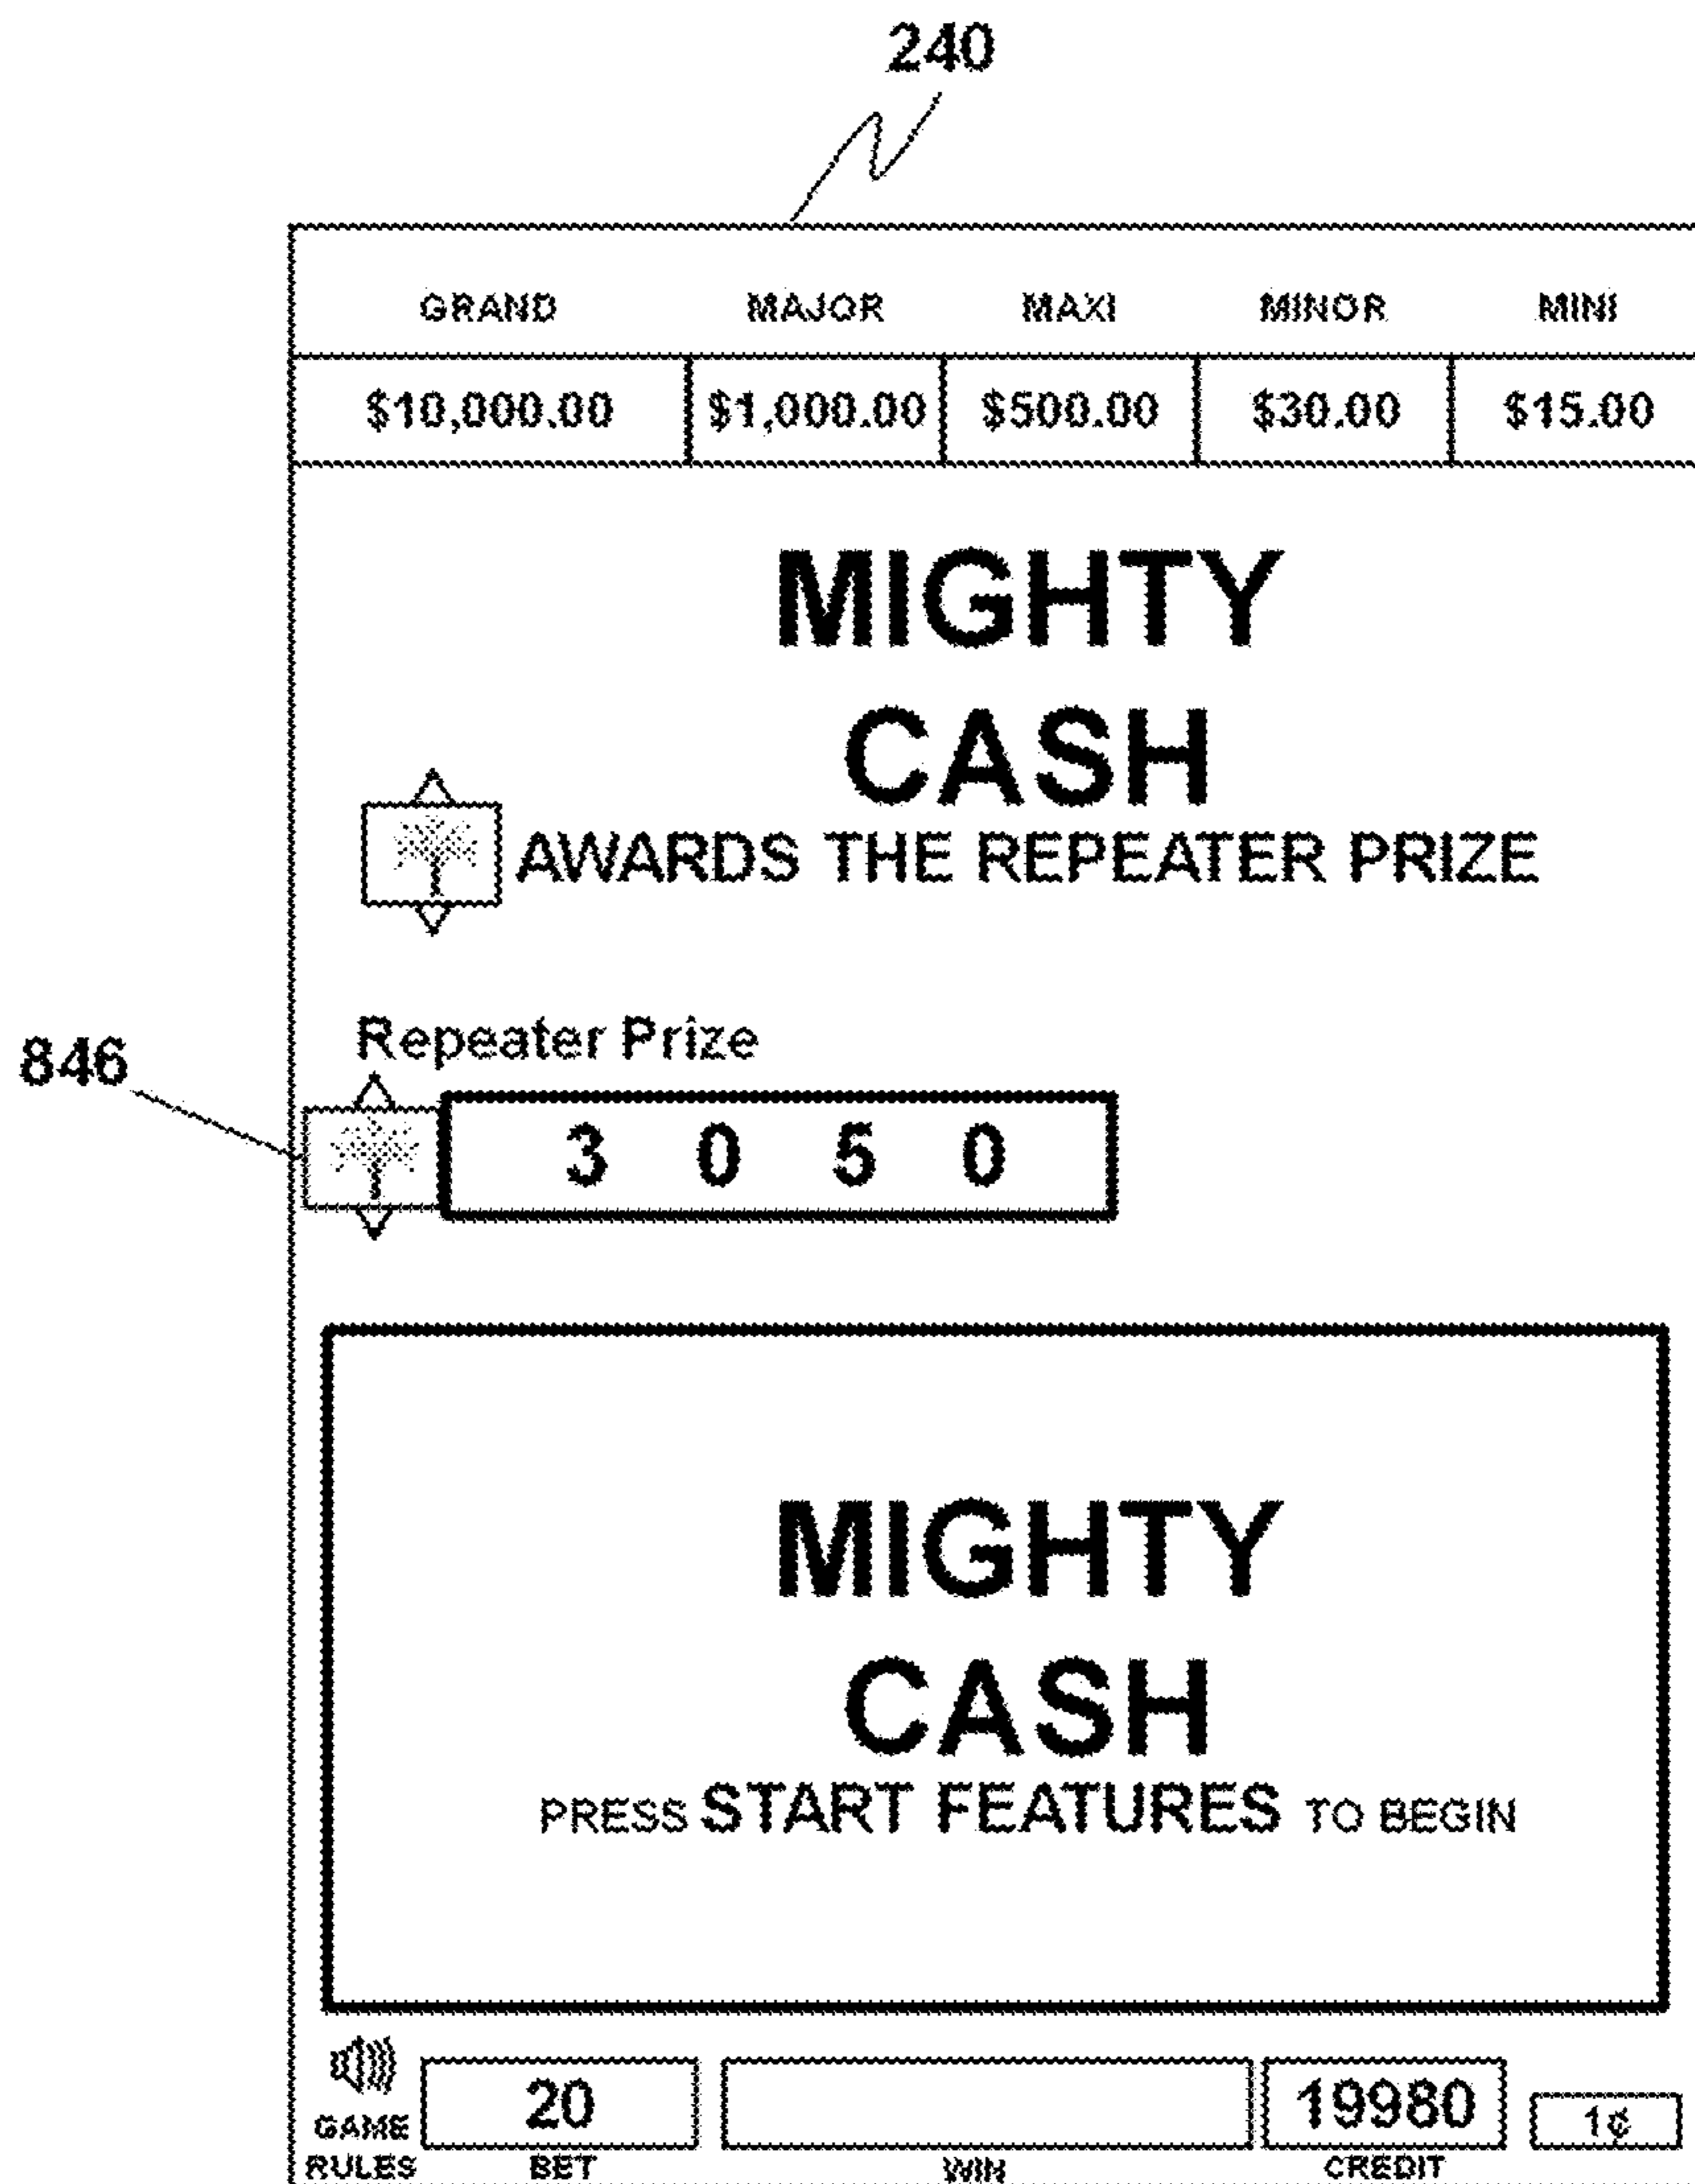 240
GRAND MAJOR MAXI MINOR MINI
$10,000.00 $1,000.00 $500.00 $30.00 $15.00
MIGHTY
CASH
AWARDS THE REPEATER PRIZE
Repeater Prize
846
3 0 5 0
MIGHTY
CASH
PRESS START FEATURES TO BEGIN
20 19980 1¢
GAME
RULES BET WIN CREDIT